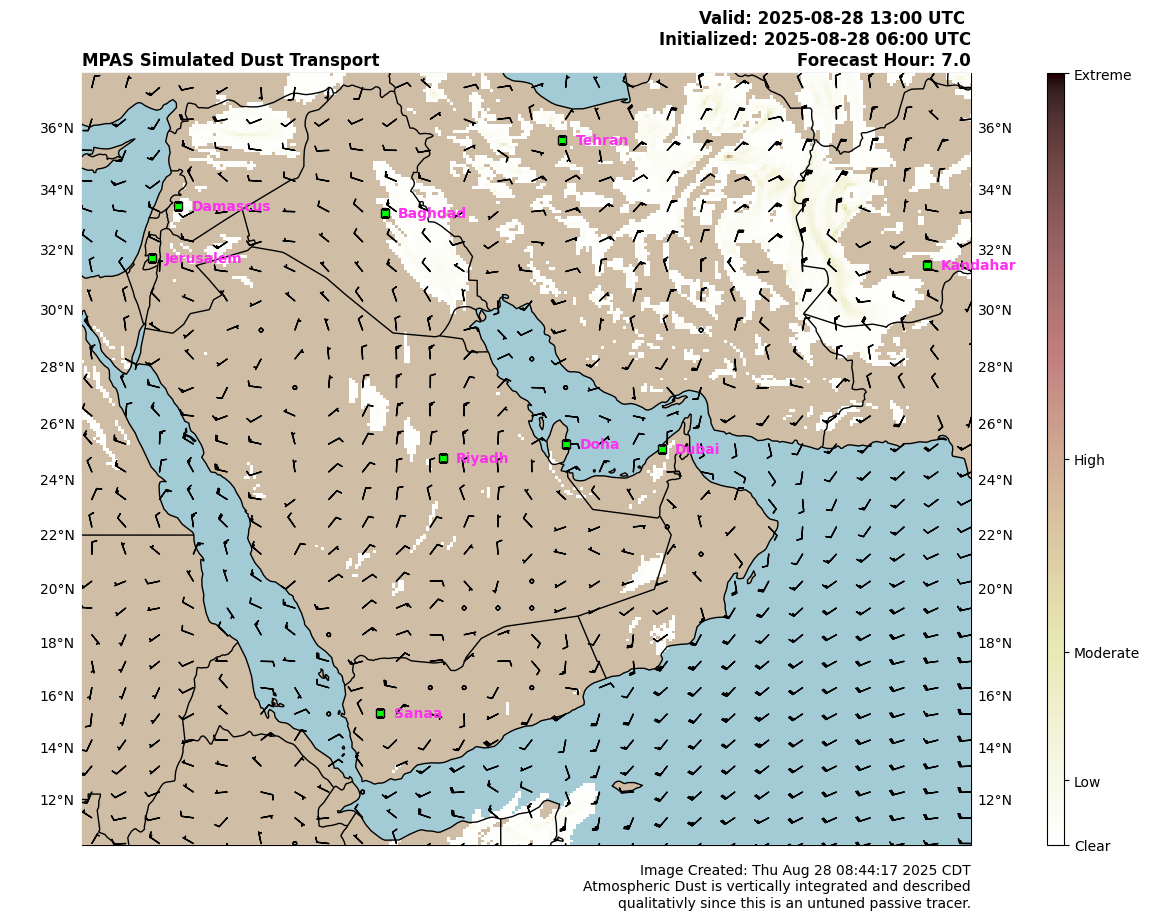 Valid: 2025-08-28 13:00 UTC
Initialized: 2025-08-28 06:00 UTC
MPAS Simulated Dust Transport
Forecast Hour: 7.0
Extreme
36°N
Tehran
36°N
34°N
Damascus
Baghdad
34°N
32°N
Jerusalem
32°N
Kandahar
30°N
30°N
28°N
28°N
26°N
26°N
Doha
Dubai
Riyadh
High
24°N
24°N
22°N
22°N
20°N
20°N
18°N
18°N
Moderate
16°N
16°N
Sanaa
14°N
14°N
Low
12°N
12°N
Clear
Image Created: Thu Aug 28 08:44:17 2025 CDT
Atmospheric Dust is vertically integrated and described
qualitativly since this is an untuned passive tracer.